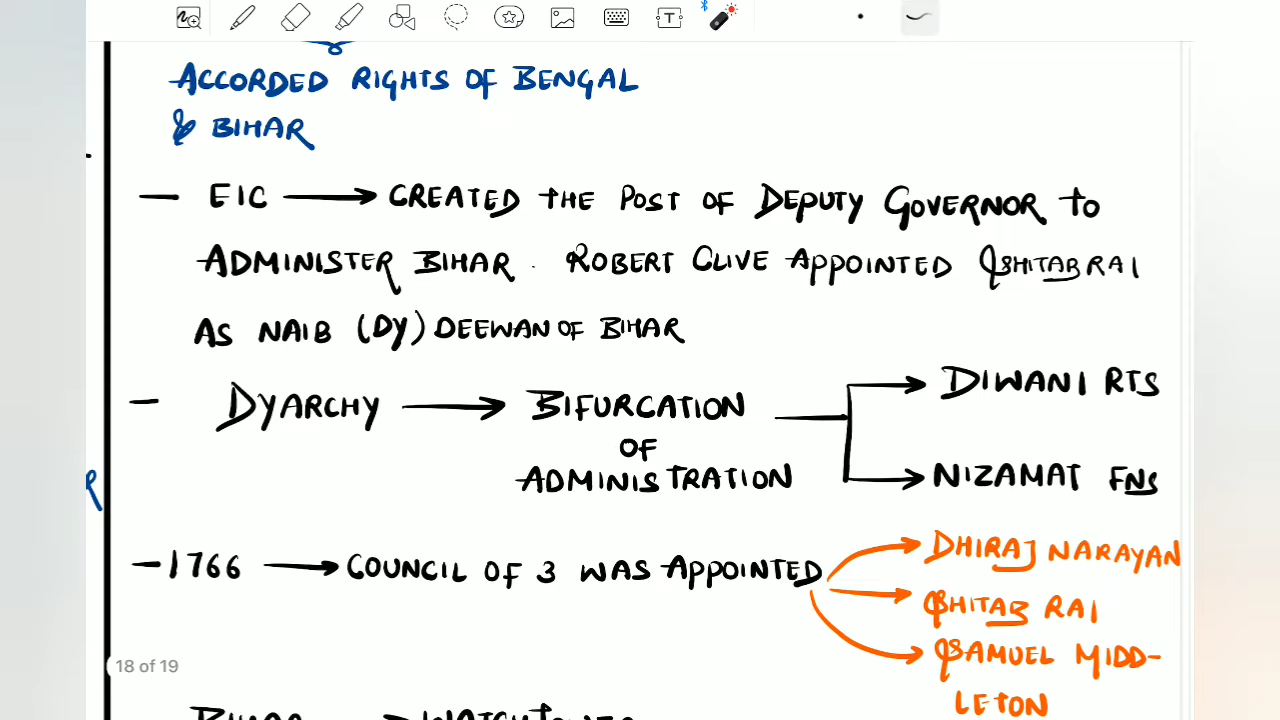 ACCORDED RIGHTS OF BENGAL
& BIHAR
— EIC → CREATED THE POST OF DEPUTY GOVERNOR TO
ADMINISTER BIHAR. ROBERT CLIVE APPOINTED SHITAB RAI
AS NAIB (DY) DEEWAN OF BIHAR
— DYARCHY → BIFURCATION
OF
ADMINISTRATION
→ DIWANI RTS
→ NIZAMAT FNS
R
— 1766 → COUNCIL OF 3 WAS APPOINTED
→ DHIRAJ NARAYAN
→ SHITAB RAI
→ SAMUEL MIDD-
LETON
18 of 19
BIHAR
T